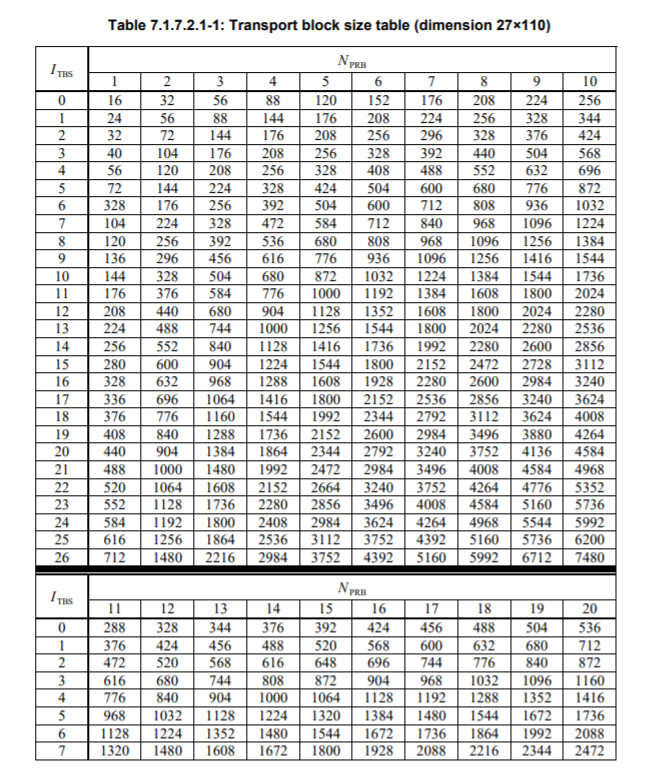 Table 7.1.7.2.1-1: Transport block size table (dimension 27×110)
I_TBS N_PRB
1 2 3 4 5 6 7 8 9 10
0 16 32 56 88 120 152 176 208 224 256
1 24 56 88 144 176 208 224 256 328 344
2 32 72 144 176 208 256 296 328 376 424
3 40 104 176 208 256 328 392 440 504 568
4 56 120 208 256 328 408 488 552 632 696
5 72 144 224 328 424 504 600 680 776 872
6 328 176 256 392 504 600 712 808 936 1032
7 104 224 328 472 584 712 840 968 1096 1224
8 120 256 392 536 680 808 968 1096 1256 1384
9 136 296 456 616 776 936 1096 1256 1416 1544
10 144 328 504 680 872 1032 1224 1384 1544 1736
11 176 376 584 776 1000 1192 1384 1608 1800 2024
12 208 440 680 904 1128 1352 1608 1800 2024 2280
13 224 488 744 1000 1256 1544 1800 2024 2280 2536
14 256 552 840 1128 1416 1736 1992 2280 2600 2856
15 280 600 904 1224 1544 1800 2152 2472 2728 3112
16 328 632 968 1288 1608 1928 2280 2600 2984 3240
17 336 696 1064 1416 1800 2152 2536 2856 3240 3624
18 376 776 1160 1544 1992 2344 2792 3112 3624 4008
19 408 840 1288 1736 2152 2600 2984 3496 3880 4264
20 440 904 1384 1864 2344 2792 3240 3752 4136 4584
21 488 1000 1480 1992 2472 2984 3496 4008 4584 4968
22 520 1064 1608 2152 2664 3240 3752 4264 4776 5352
23 552 1128 1736 2280 2856 3496 4008 4584 5160 5736
24 584 1192 1800 2408 2984 3624 4264 4968 5544 5992
25 616 1256 1864 2536 3112 3752 4392 5160 5736 6200
26 712 1480 2216 2984 3752 4392 5160 5992 6712 7480
I_TBS N_PRB
11 12 13 14 15 16 17 18 19 20
0 288 328 344 376 392 424 456 488 504 536
1 376 424 456 488 520 568 600 632 680 712
2 472 520 568 616 648 696 744 776 840 872
3 616 680 744 808 872 904 968 1032 1096 1160
4 776 840 904 1000 1064 1128 1192 1288 1352 1416
5 968 1032 1128 1224 1320 1384 1480 1544 1672 1736
6 1128 1224 1352 1480 1544 1672 1736 1864 1992 2088
7 1320 1480 1608 1672 1800 1928 2088 2216 2344 2472